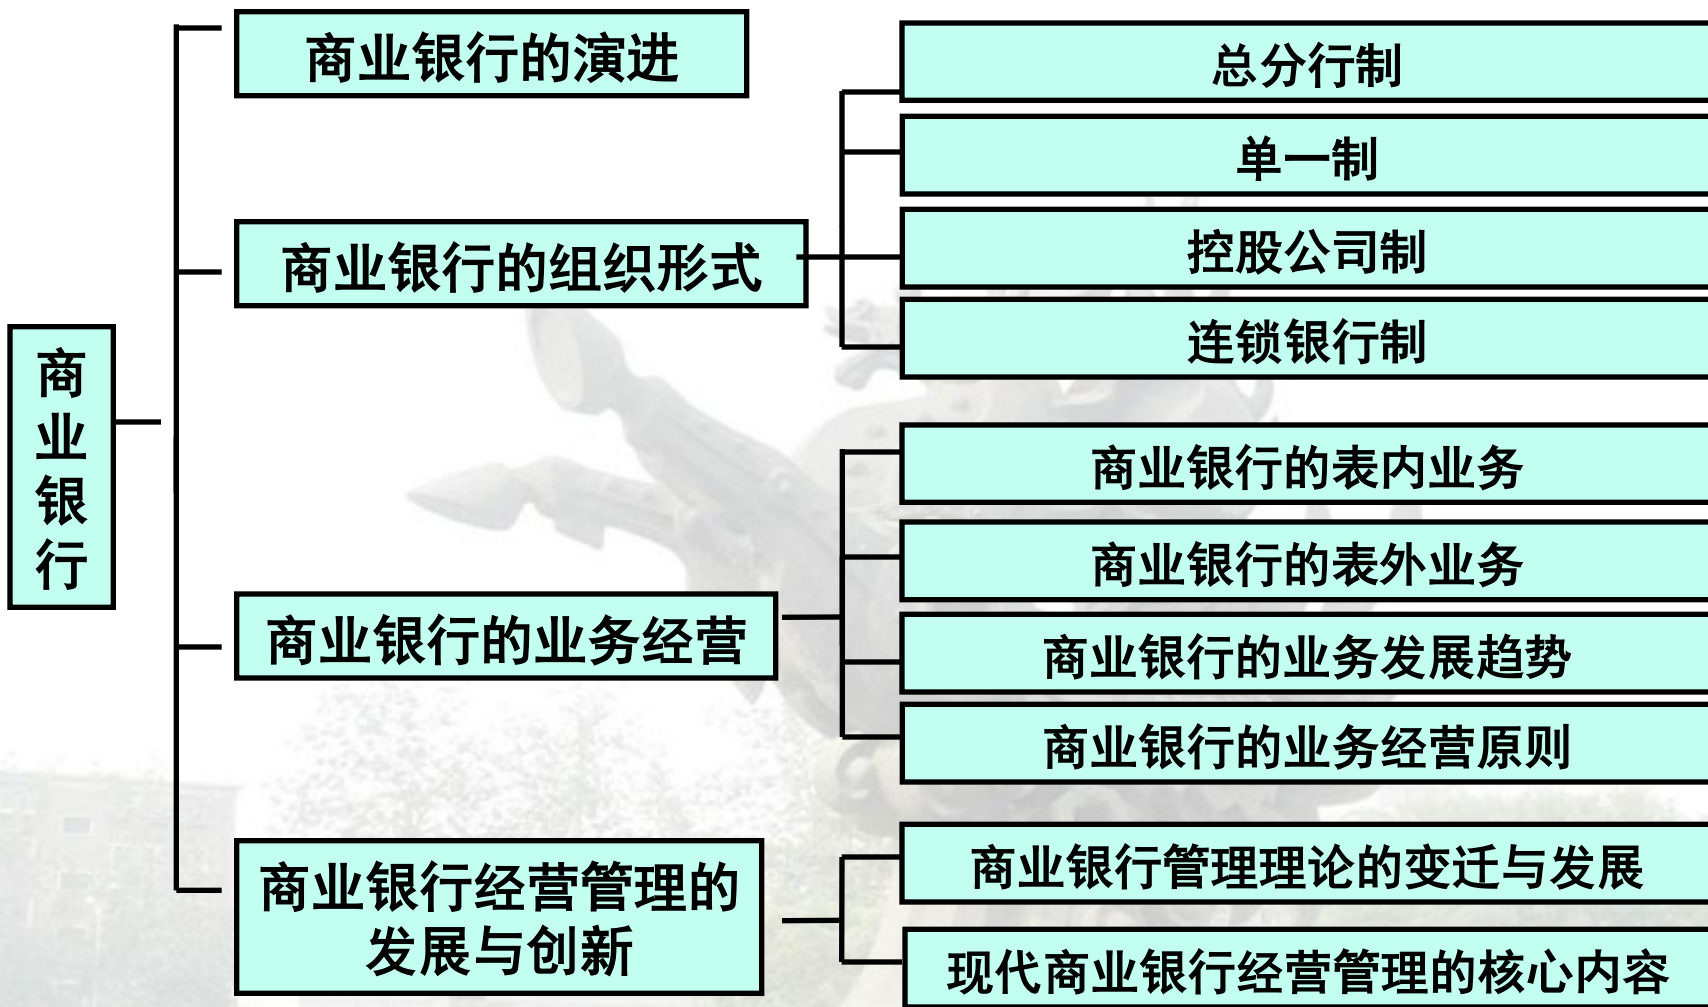 商业银行
商业银行的演进
商业银行的组织形式
总分行制
单一制
控股公司制
连锁银行制
商业银行的业务经营
商业银行的表内业务
商业银行的表外业务
商业银行的业务发展趋势
商业银行的业务经营原则
商业银行经营管理的
发展与创新
商业银行管理理论的变迁与发展
现代商业银行经营管理的核心内容